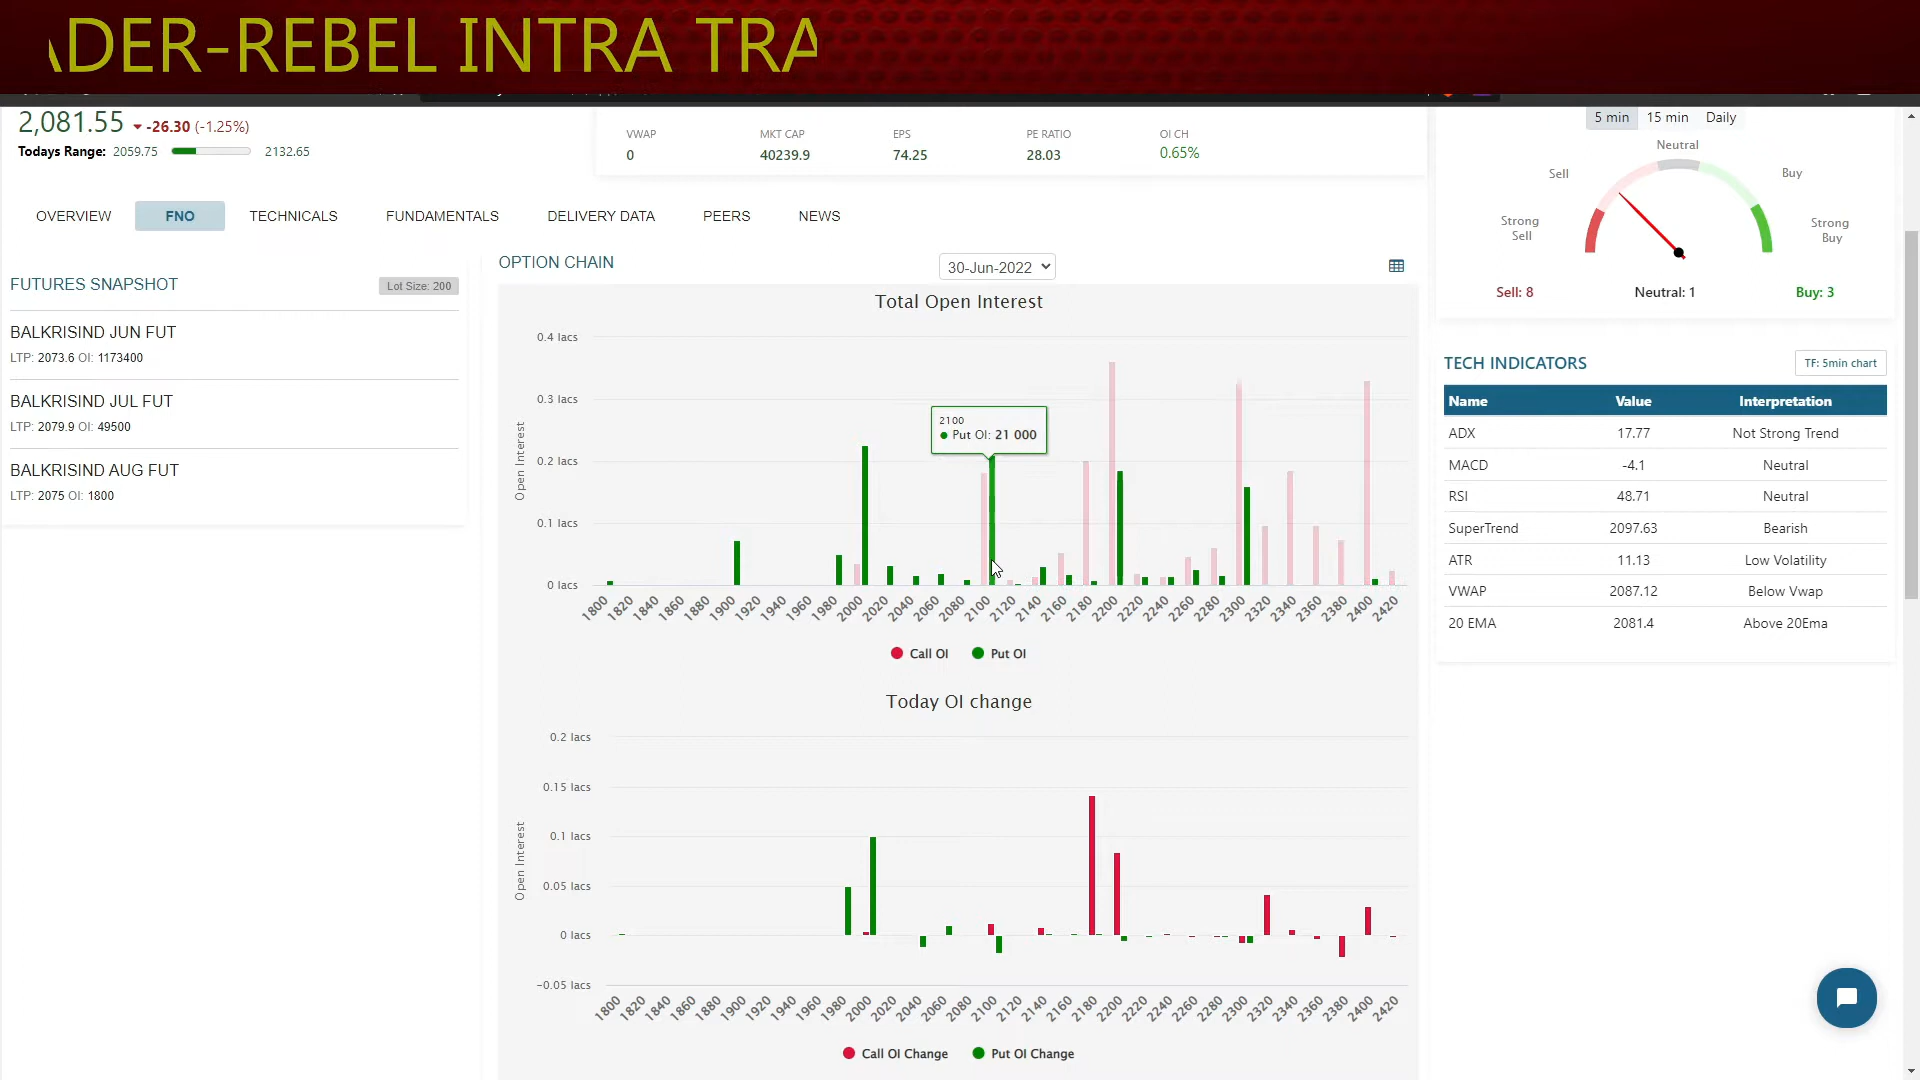 ADER-REBEL INTRA TRA
2,081.55 -26.30 (-1.25%)
Todays Range: 2059.75 2132.65
VWAP MKT CAP EPS PE RATIO OI CH
0 40239.9 74.25 28.03 0.65%
5 min 15 min Daily
Neutral
Sell Buy
Strong Sell Strong Buy
Sell: 8 Neutral: 1 Buy: 3
OVERVIEW FNO TECHNICALS FUNDAMENTALS DELIVERY DATA PEERS NEWS
FUTURES SNAPSHOT Lot Size: 200
BALKRISIND JUN FUT
LTP: 2073.6 OI: 1173400
BALKRISIND JUL FUT
LTP: 2079.9 OI: 49500
BALKRISIND AUG FUT
LTP: 2075 OI: 1800
OPTION CHAIN 30-Jun-2022
Total Open Interest
Open Interest
0.4 lacs
0.3 lacs
0.2 lacs
0.1 lacs
0 lacs
2100
Put OI: 21 000
1800 1820 1840 1860 1880 1900 1920 1940 1960 1980 2000 2020 2040 2060 2080 2100 2120 2140 2160 2180 2200 2220 2240 2260 2280 2300 2320 2340 2360 2380 2400 2420
Call OI Put OI
Today OI change
Open Interest
0.2 lacs
0.15 lacs
0.1 lacs
0.05 lacs
0 lacs
-0.05 lacs
1800 1820 1840 1860 1880 1900 1920 1940 1960 1980 2000 2020 2040 2060 2080 2100 2120 2140 2160 2180 2200 2220 2240 2260 2280 2300 2320 2340 2360 2380 2400 2420
Call OI Change Put OI Change
TECH INDICATORS TF: 5min chart
Name Value Interpretation
ADX 17.77 Not Strong Trend
MACD -4.1 Neutral
RSI 48.71 Neutral
SuperTrend 2097.63 Bearish
ATR 11.13 Low Volatility
VWAP 2087.12 Below Vwap
20 EMA 2081.4 Above 20Ema